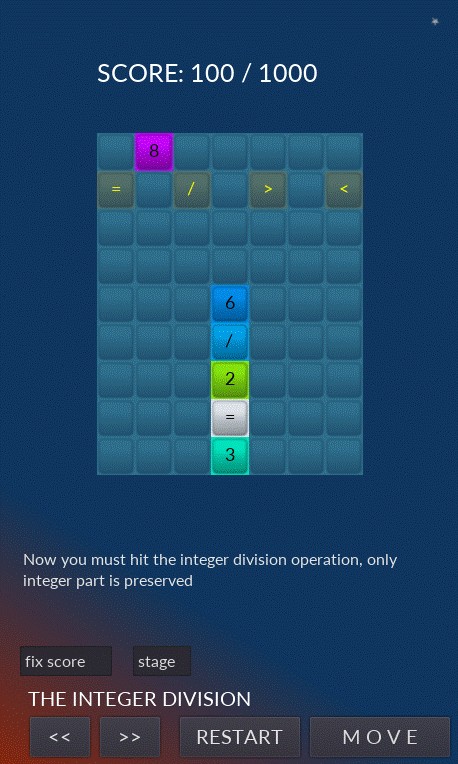 SCORE: 100 / 1000
8
= / > <
6
/
2
=
3
Now you must hit the integer division operation, only
integer part is preserved
fix score stage
THE INTEGER DIVISION
<< >> RESTART M O V E